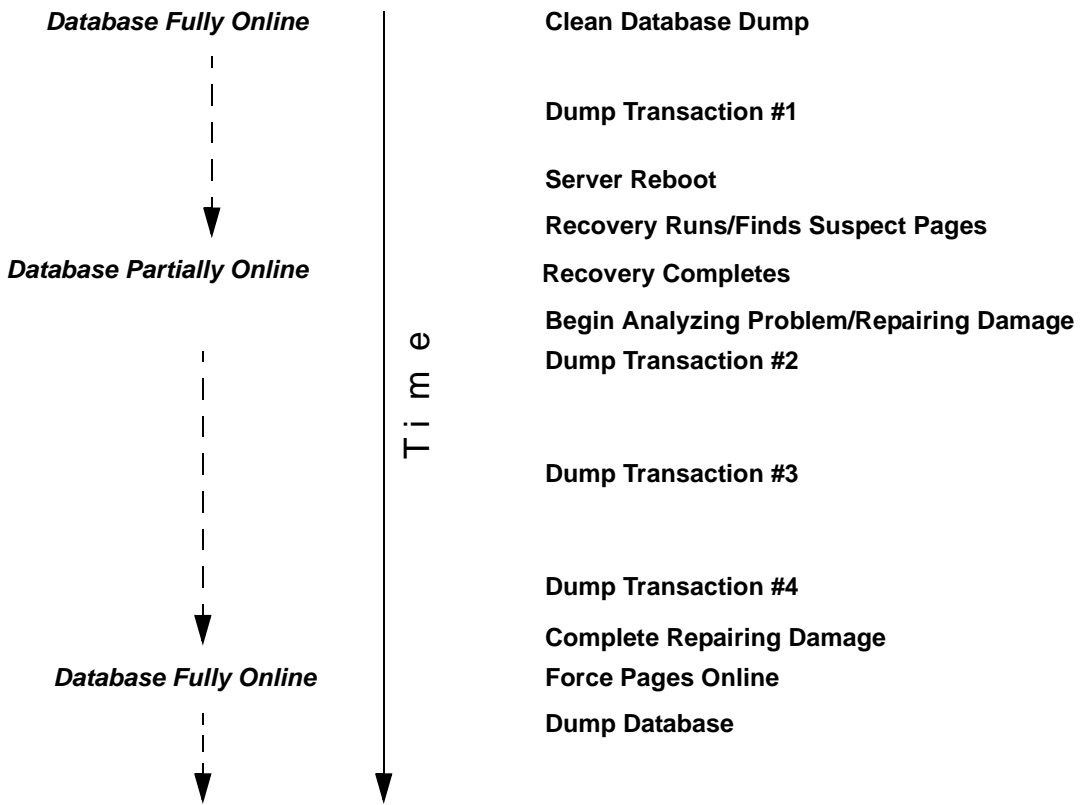 Database Fully Online
Clean Database Dump
Dump Transaction #1
Server Reboot
Recovery Runs/Finds Suspect Pages
Database Partially Online
Recovery Completes
Begin Analyzing Problem/Repairing Damage
Time
Dump Transaction #2
Dump Transaction #3
Dump Transaction #4
Complete Repairing Damage
Database Fully Online
Force Pages Online
Dump Database